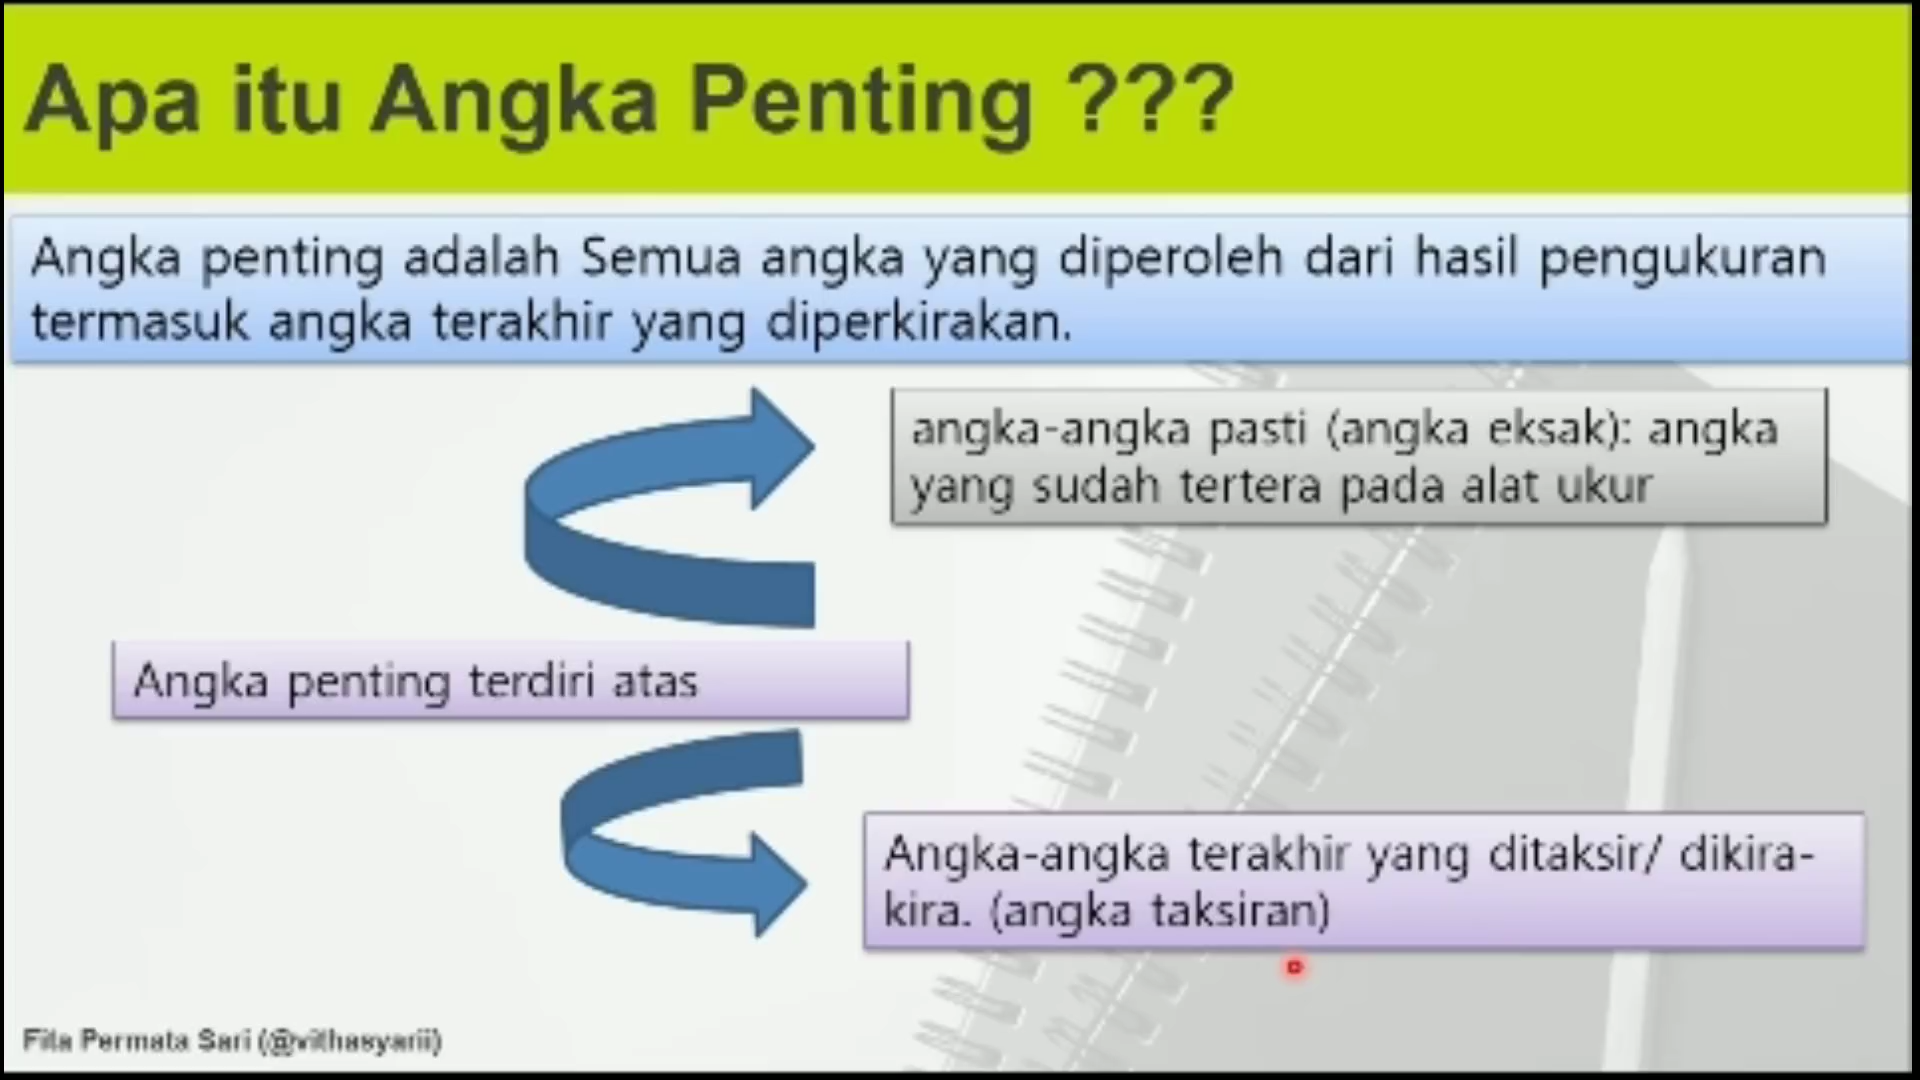 Apa itu Angka Penting ???
Angka penting adalah Semua angka yang diperoleh dari hasil pengukuran
termasuk angka terakhir yang diperkirakan.
angka-angka pasti (angka eksak): angka
yang sudah tertera pada alat ukur
Angka penting terdiri atas
Angka-angka terakhir yang ditaksir/ dikira-
kira. (angka taksiran)
Fita Permata Sari (@vithasyarii)